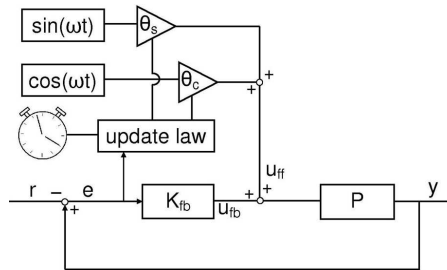 sin(ωt)
θs
cos(ωt)
θc
+
+
update law
uff
r
−
e
+
Kfb
ufb
+
+
P
y